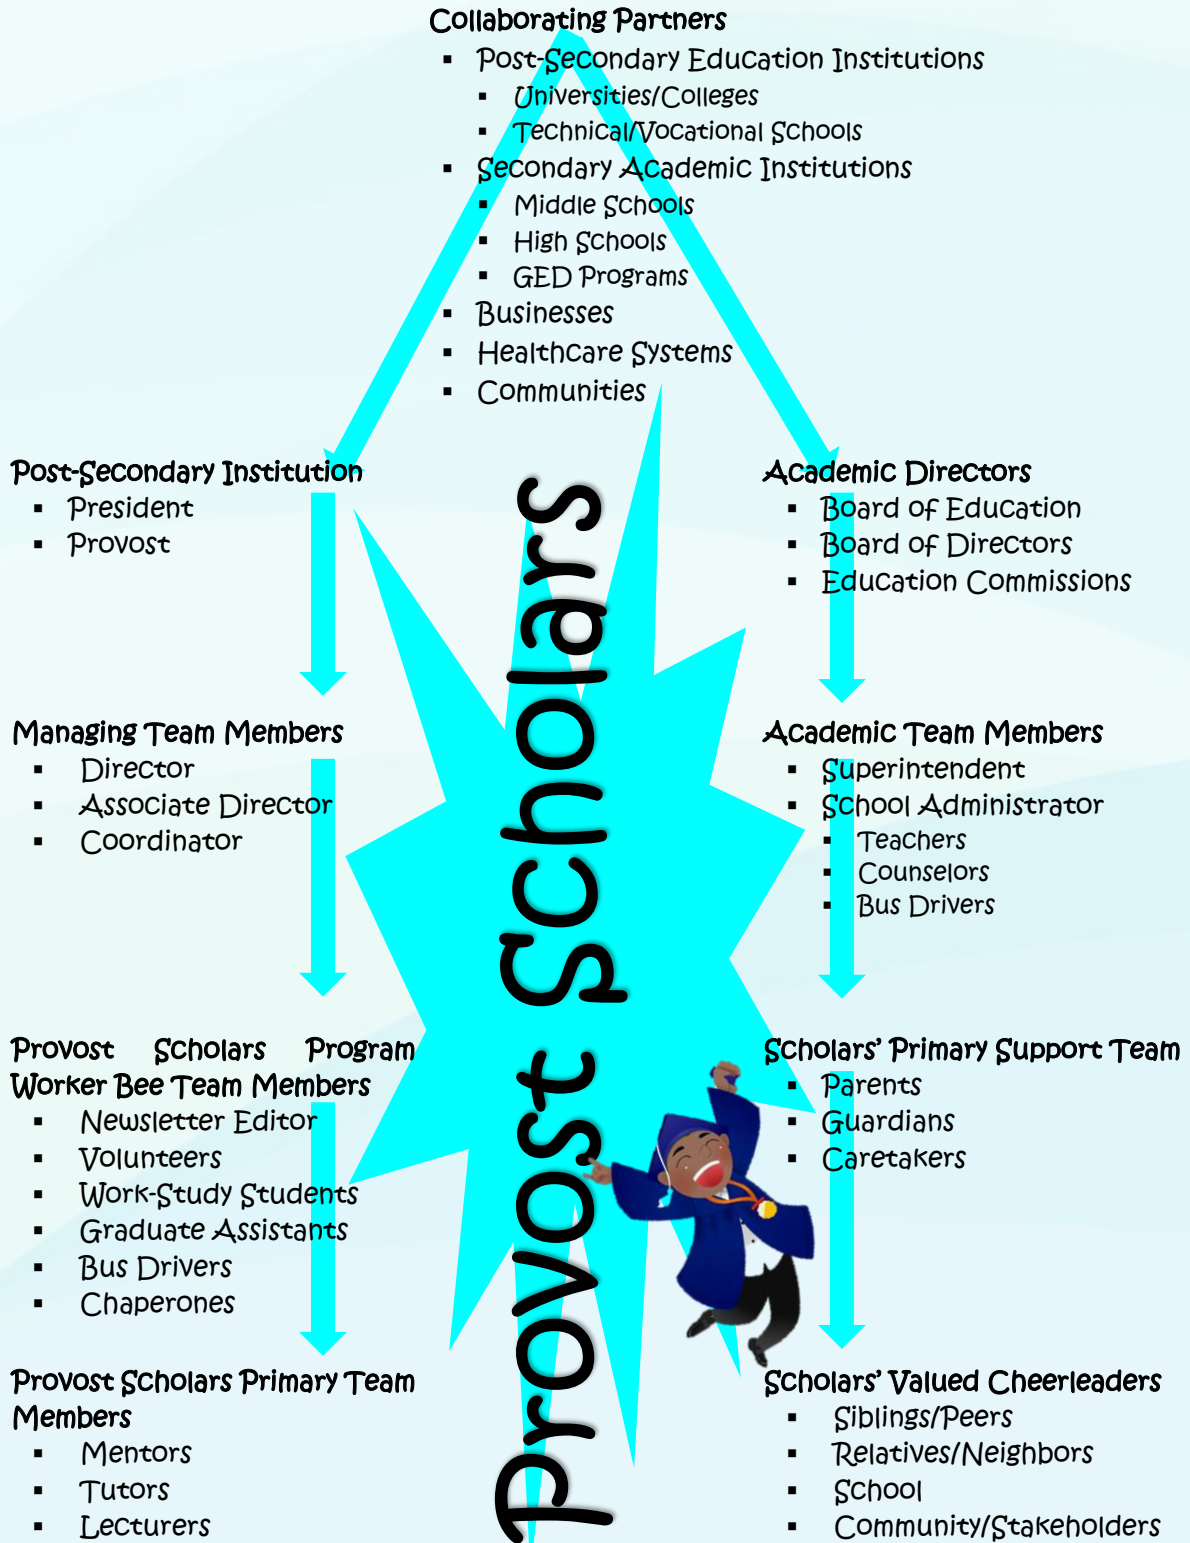 Collaborating Partners
▪ Post-Secondary Education Institutions
▪ Universities/Colleges
▪ Technical/Vocational Schools
▪ Secondary Academic Institutions
▪ Middle Schools
▪ High Schools
▪ GED Programs
▪ Businesses
▪ Healthcare Systems
▪ Communities
Post-Secondary Institution
▪ President
▪ Provost
Managing Team Members
▪ Director
▪ Associate Director
▪ Coordinator
Provost Scholars Program
Worker Bee Team Members
▪ Newsletter Editor
▪ Volunteers
▪ Work-Study Students
▪ Graduate Assistants
▪ Bus Drivers
▪ Chaperones
Provost Scholars Primary Team
Members
▪ Mentors
▪ Tutors
▪ Lecturers
Provost Scholars
Academic Directors
▪ Board of Education
▪ Board of Directors
▪ Education Commissions
Academic Team Members
▪ Superintendent
▪ School Administrator
▪ Teachers
▪ Counselors
▪ Bus Drivers
Scholars’ Primary Support Team
▪ Parents
▪ Guardians
▪ Caretakers
Scholars’ Valued Cheerleaders
▪ Siblings/Peers
▪ Relatives/Neighbors
▪ School
▪ Community/Stakeholders